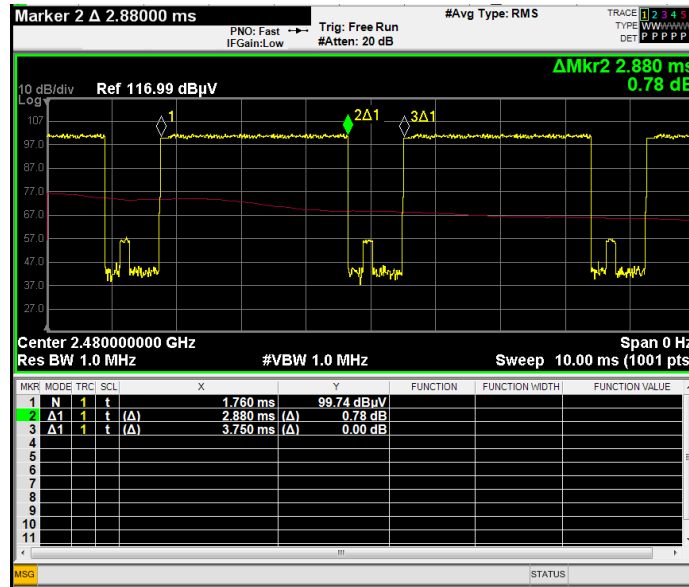 Marker 2 Δ 2.88000 ms
PNO: Fast
IFGain:Low
Trig: Free Run
#Atten: 20 dB
#Avg Type: RMS
TRACE 1 2 3 4 5
TYPE WWWWW
DET P P P P P
ΔMkr2 2.880 ms
0.78 dB
10 dB/div Ref 116.99 dBµV
Log
107
97.0
87.0
77.0
67.0
57.0
47.0
37.0
27.0
1
2Δ1
3Δ1
Center 2.480000000 GHz Span 0 Hz
Res BW 1.0 MHz #VBW 1.0 MHz Sweep 10.00 ms (1001 pts
MKR MODE TRC SCL X Y FUNCTION FUNCTION WIDTH FUNCTION VALUE
1 N 1 t 1.760 ms 99.74 dBµV
2 Δ1 1 t (Δ) 2.880 ms (Δ) 0.78 dB
3 Δ1 1 t (Δ) 3.750 ms (Δ) 0.00 dB
4
5
6
7
8
9
10
11
MSG STATUS